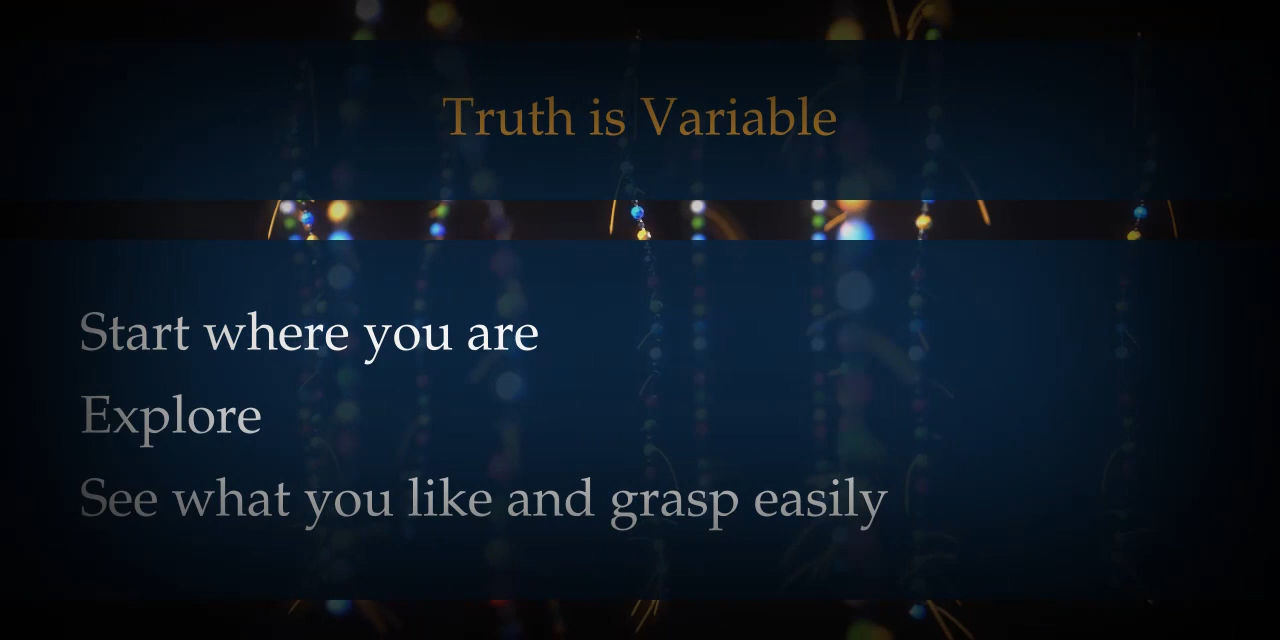 Truth is Variable
Start where you are
Explore
See what you like and grasp easily